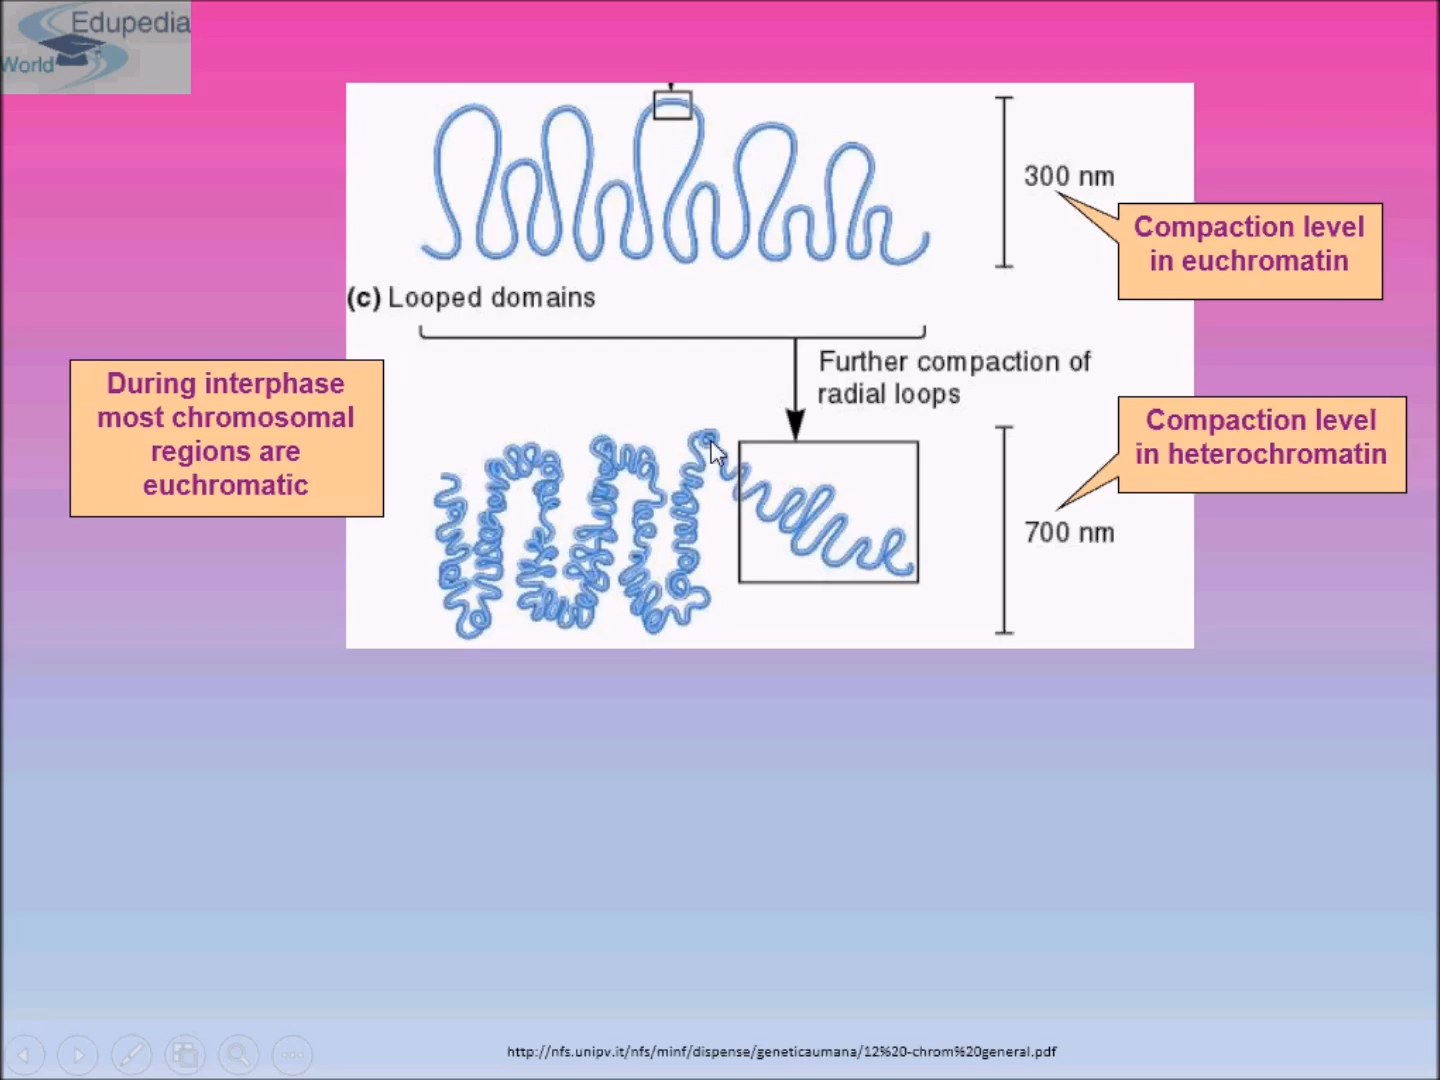 Edupedia
World
300 nm
Compaction level
in euchromatin
(c) Looped domains
Further compaction of
radial loops
During interphase
most chromosomal
regions are
euchromatic
Compaction level
in heterochromatin
700 nm
http://nfs.unipv.it/nfs/minf/dispense/geneticaumana/12%20-chrom%20general.pdf